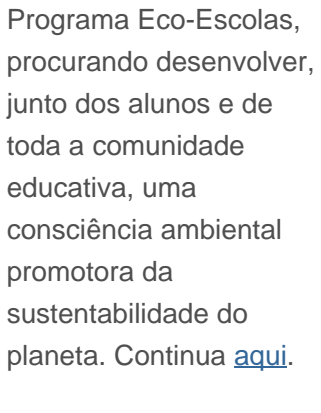 Programa Eco-Escolas,
procurando desenvolver,
junto dos alunos e de
toda a comunidade
educativa, uma
consciência ambiental
promotora da
sustentabilidade do
planeta. Continua aqui.